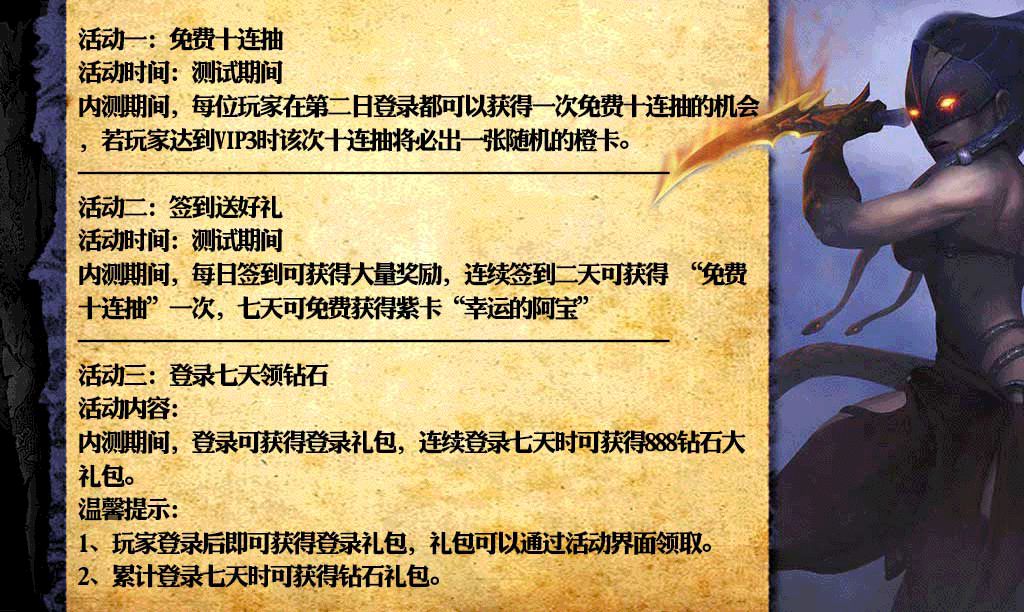 活动一：免费十连抽
活动时间：测试期间
内测期间，每位玩家在第二日登录都可以获得一次免费十连抽的机会
，若玩家达到VIP3时该次十连抽将必出一张随机的橙卡。
活动二：签到送好礼
活动时间：测试期间
内测期间，每日签到可获得大量奖励，连续签到二天可获得 “免费
十连抽”一次，七天可免费获得紫卡“幸运的阿宝”
活动三：登录七天领钻石
活动内容：
内测期间，登录可获得登录礼包，连续登录七天时可获得888钻石大
礼包。
温馨提示：
1、玩家登录后即可获得登录礼包，礼包可以通过活动界面领取。
2、累计登录七天时可获得钻石礼包。